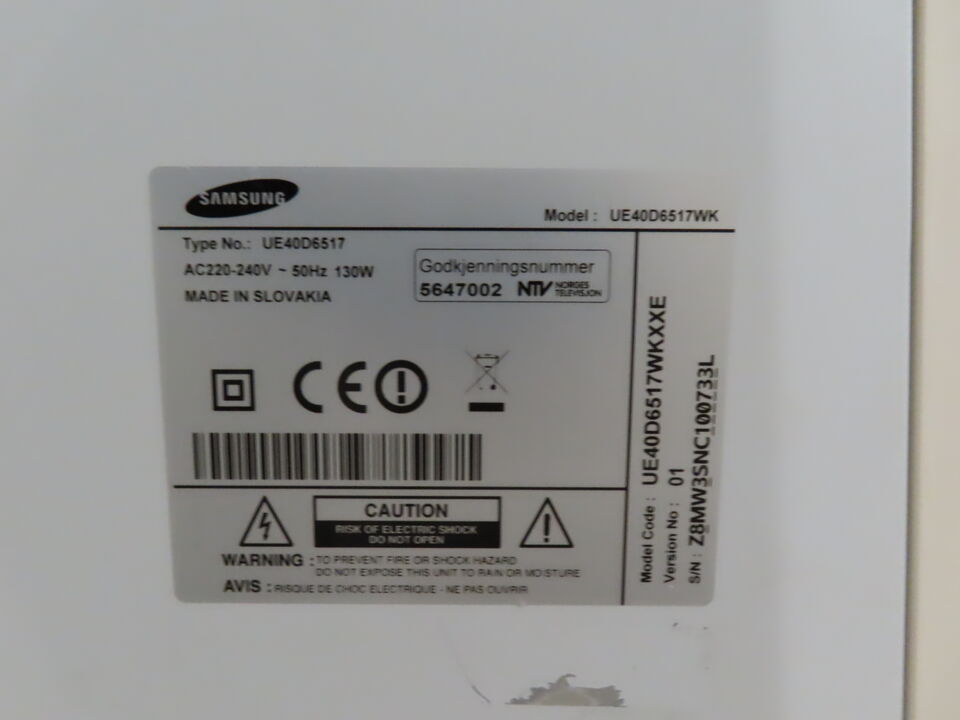 SAMSUNG
Model : UE40D6517WK
Type No.: UE40D6517
AC220-240V ~ 50Hz 130W
MADE IN SLOVAKIA
Godkjenningsnummer
5647002 NTV NORGES TELEVISJON
CE
CAUTION
RISK OF ELECTRIC SHOCK
DO NOT OPEN
WARNING : TO PREVENT FIRE OR SHOCK HAZARD
DO NOT EXPOSE THIS UNIT TO RAIN OR MOISTURE
AVIS : RISQUE DE CHOC ELECTRIQUE - NE PAS OUVRIR
Model Code : UE40D6517WKXXE
Version No : 01
S/N : Z8MW3SNC100733L